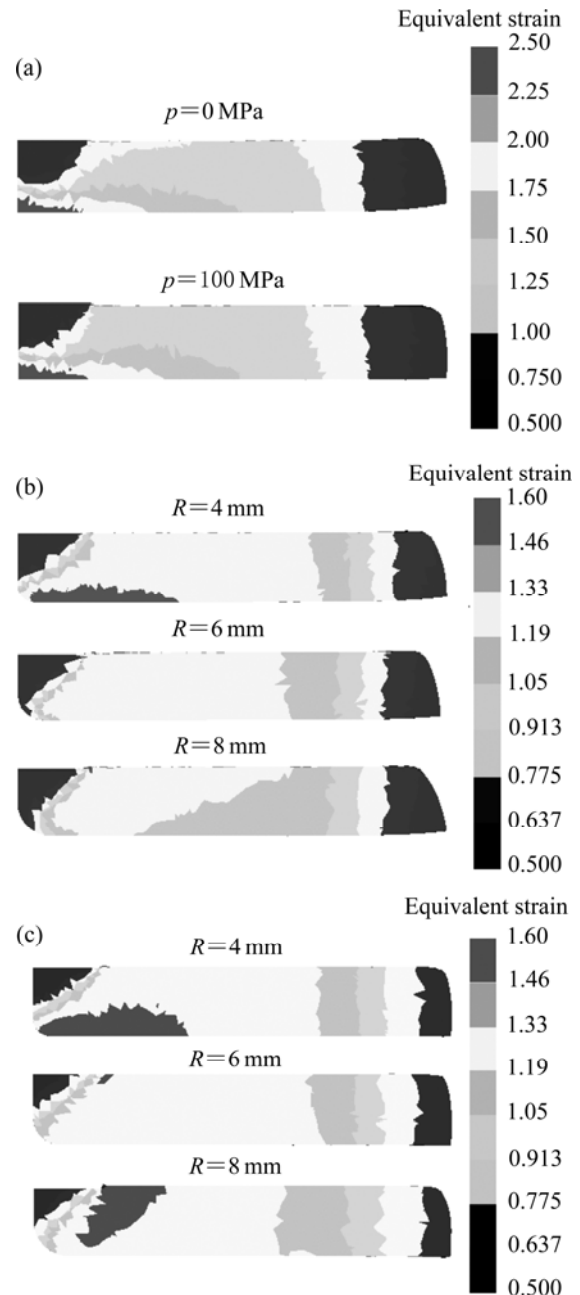 Equivalent strain
(a)
p=0 MPa
p=100 MPa
2.50
2.25
2.00
1.75
1.50
1.25
1.00
0.750
0.500
Equivalent strain
(b)
R=4 mm
R=6 mm
R=8 mm
1.60
1.46
1.33
1.19
1.05
0.913
0.775
0.637
0.500
Equivalent strain
(c)
R=4 mm
R=6 mm
R=8 mm
1.60
1.46
1.33
1.19
1.05
0.913
0.775
0.637
0.500